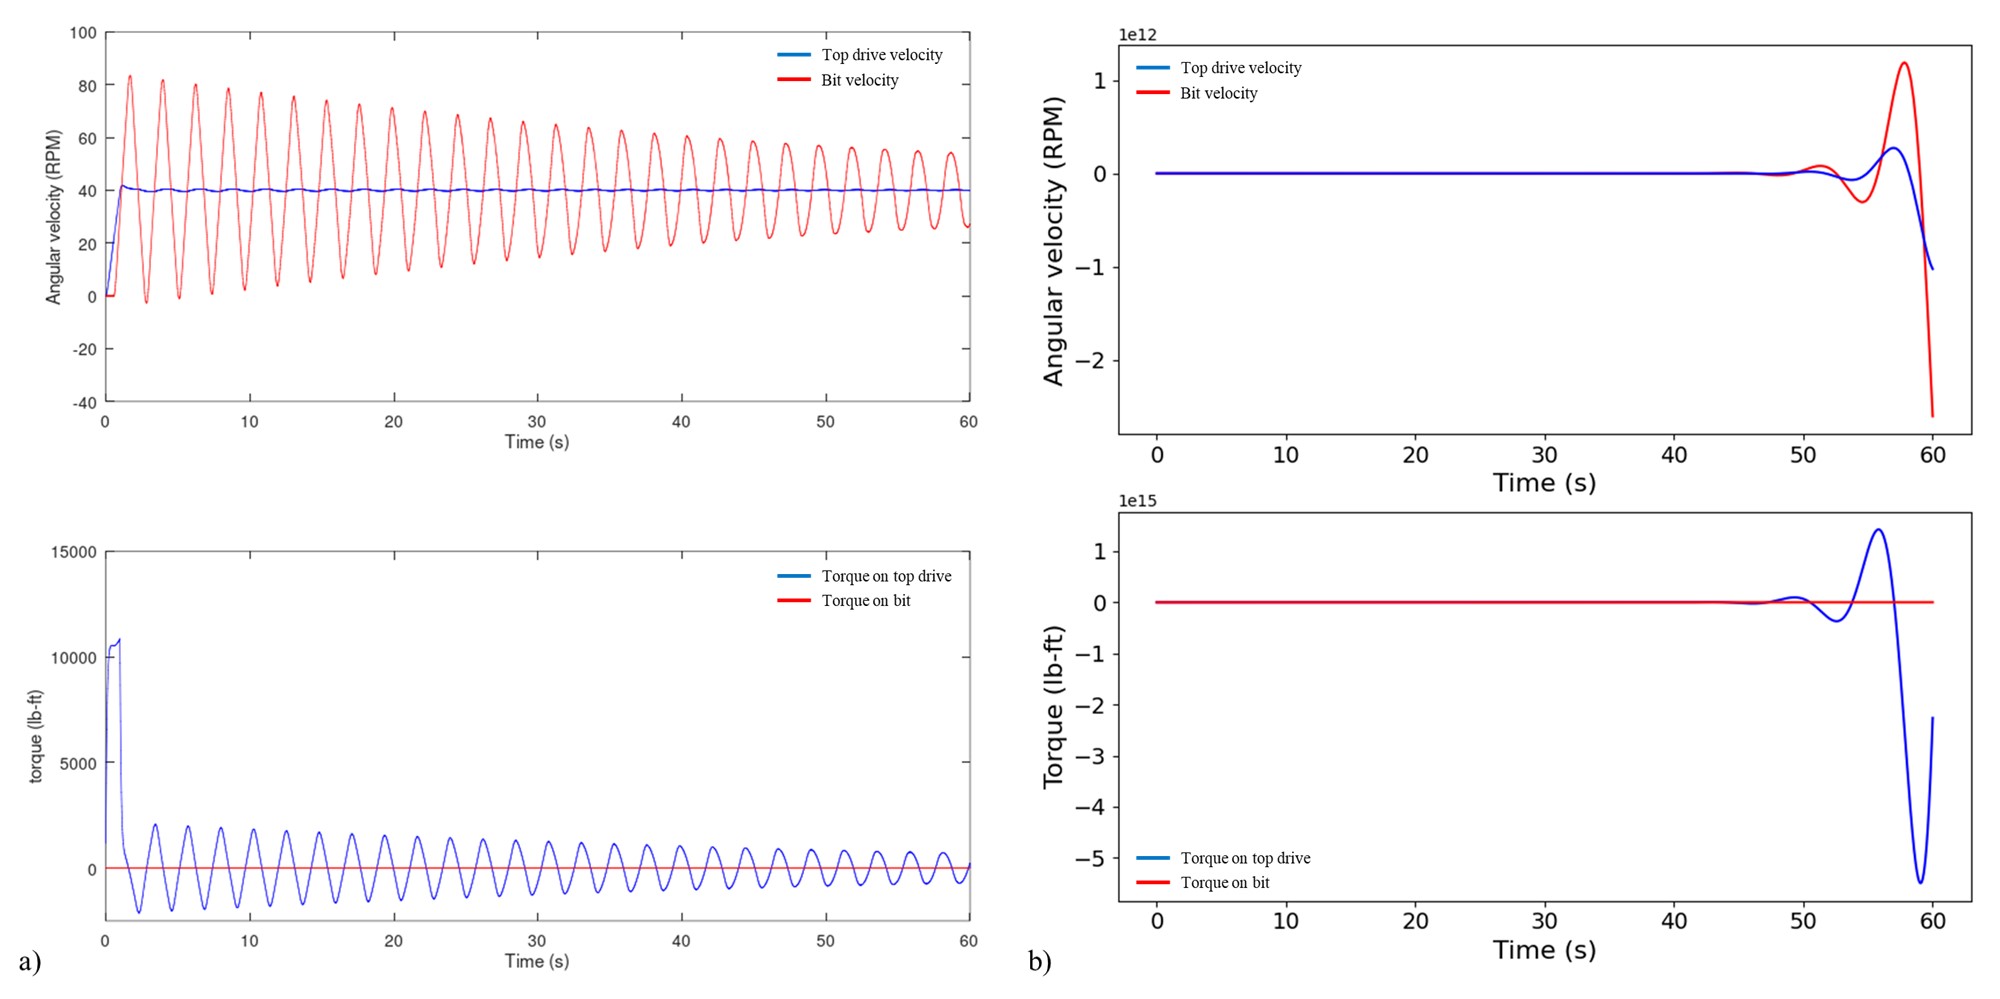 100
80
60
40
20
0
-20
-40
Angular velocity (RPM)
Top drive velocity
Bit velocity
0 10 20 30 40 50 60
Time (s)
15000
10000
5000
0
torque (lb-ft)
Torque on top drive
Torque on bit
0 10 20 30 40 50 60
Time (s)
a)
1e12
1
0
−1
−2
Angular velocity (RPM)
Top drive velocity
Bit velocity
0 10 20 30 40 50 60
Time (s)
1e15
1
0
−1
−2
−3
−4
−5
Torque (lb-ft)
Torque on top drive
Torque on bit
0 10 20 30 40 50 60
Time (s)
b)